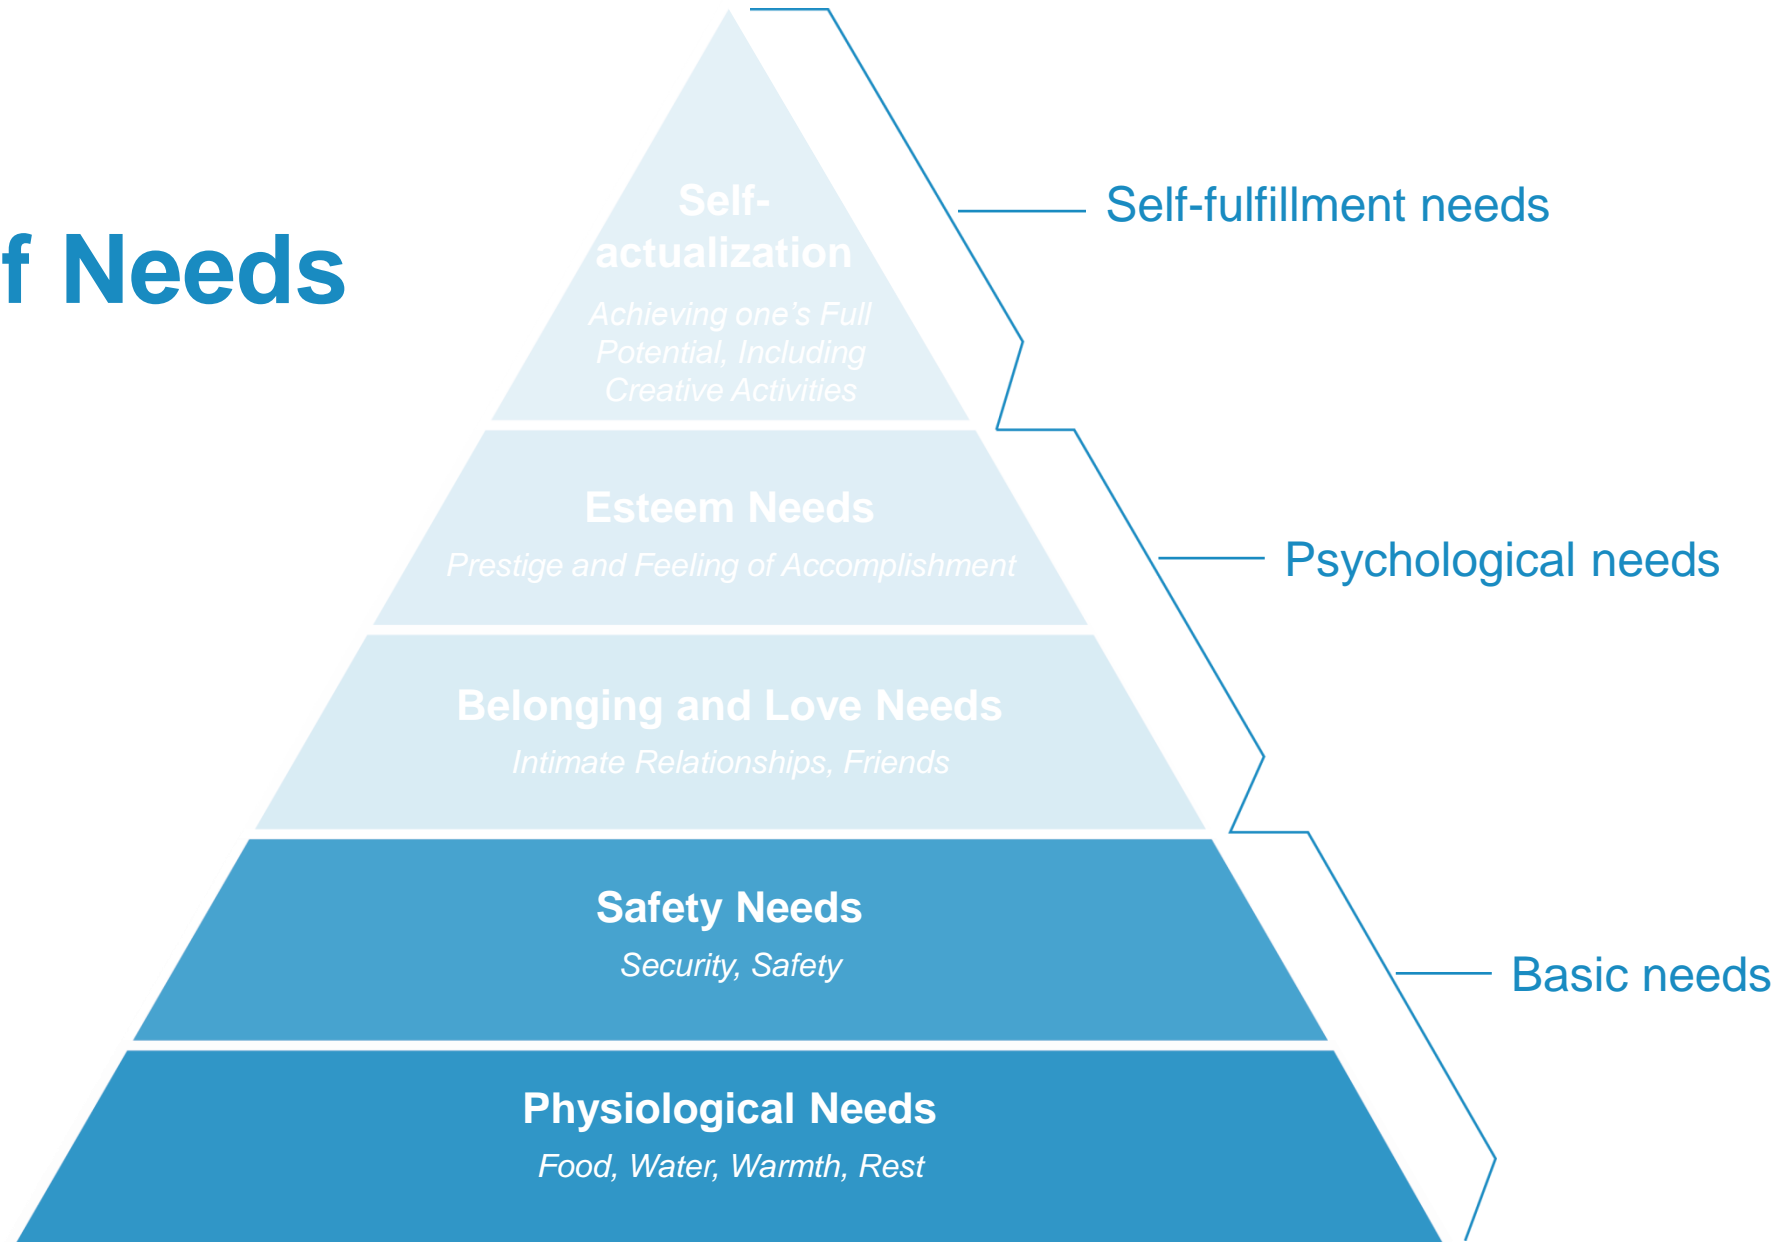 f Needs
Self-
actualization
Achieving one's Full
Potential, Including
Creative Activities
Self-fulfillment needs
Esteem Needs
Prestige and Feeling of Accomplishment
Psychological needs
Belonging and Love Needs
Intimate Relationships, Friends
Safety Needs
Security, Safety
Basic needs
Physiological Needs
Food, Water, Warmth, Rest